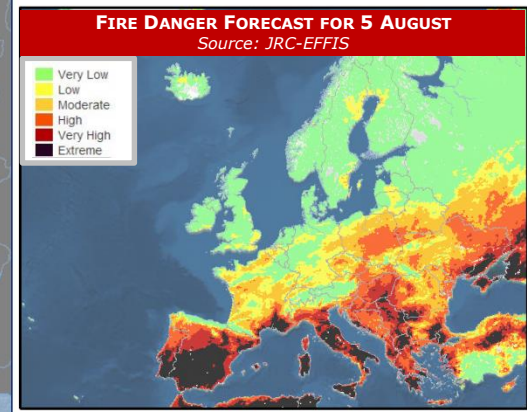 FIRE DANGER FORECAST FOR 5 AUGUST
Source: JRC-EFFIS
Very Low
Low
Moderate
High
Very High
Extreme